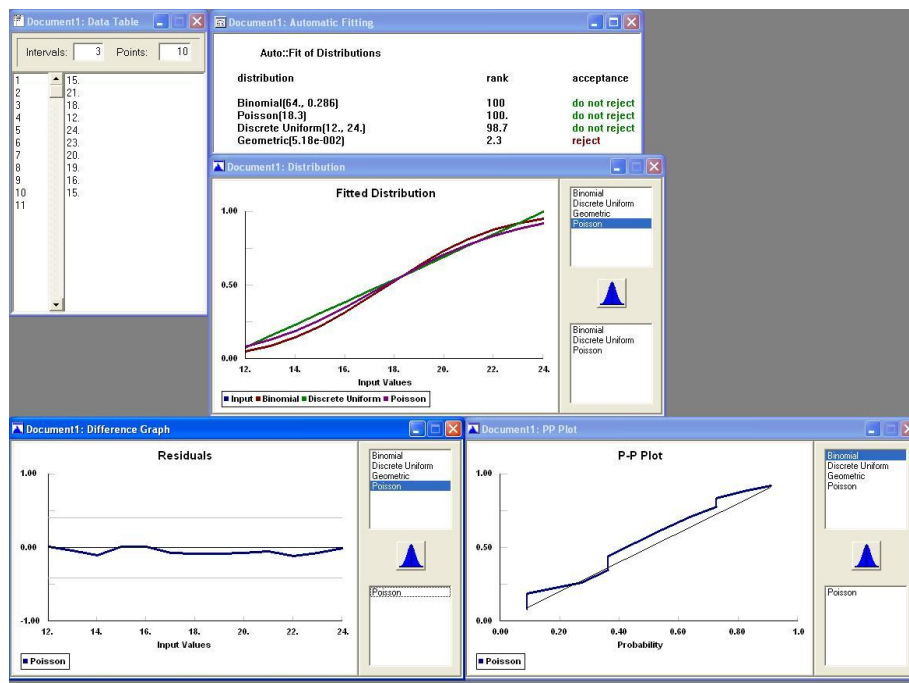 Document1: Data Table
Intervals: 3 Points: 10
1 15.
2 21.
3 18.
4 12.
5 24.
6 23.
7 20.
8 19.
9 16.
10 15.
11
Document1: Automatic Fitting
Auto::Fit of Distributions
distribution rank acceptance
Binomial(64., 0.286) 100 do not reject
Poisson(18.3) 100. do not reject
Discrete Uniform(12., 24.) 98.7 do not reject
Geometric(5.18e-002) 2.3 reject
Document1: Distribution
Fitted Distribution
1.00
0.50
0.00
12. 14. 16. 18. 20. 22. 24.
Input Values
Input Binomial Discrete Uniform Poisson
Binomial
Discrete Uniform
Geometric
Poisson
Binomial
Discrete Uniform
Poisson
Document1: Difference Graph
Residuals
1.00
0.00
-1.00
12. 14. 16. 18. 20. 22. 24.
Input Values
Poisson
Binomial
Discrete Uniform
Geometric
Poisson
Poisson
Document1: PP Plot
P-P Plot
1.00
0.50
0.00
0.00 0.20 0.40 0.60 0.80 1.0
Probability
Poisson
Binomial
Discrete Uniform
Geometric
Poisson
Poisson